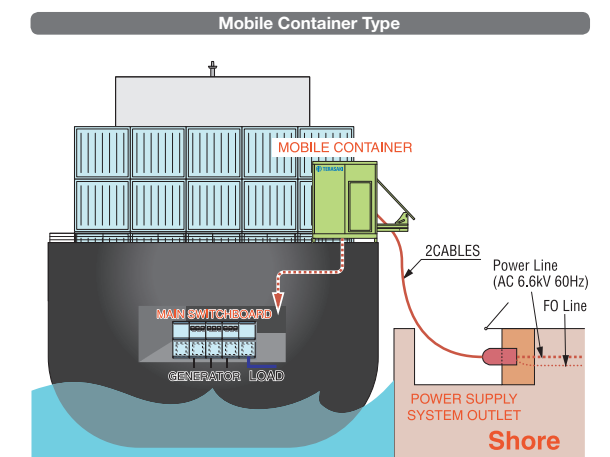 Mobile Container Type
MOBILE CONTAINER
TERASAKI
2CABLES
Power Line
(AC 6.6kV 60Hz)
FO Line
MAIN SWITCHBOARD
GENERATOR LOAD
POWER SUPPLY
SYSTEM OUTLET
Shore